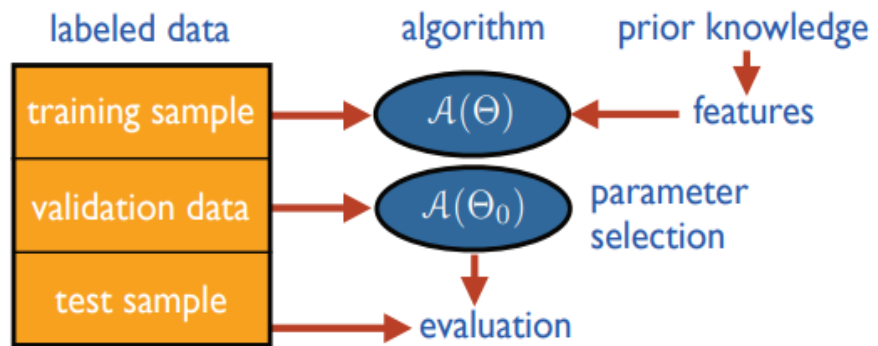 labeled data
algorithm
prior knowledge
training sample
𝒜(Θ)
features
validation data
𝒜(Θ₀)
parameter
selection
test sample
evaluation